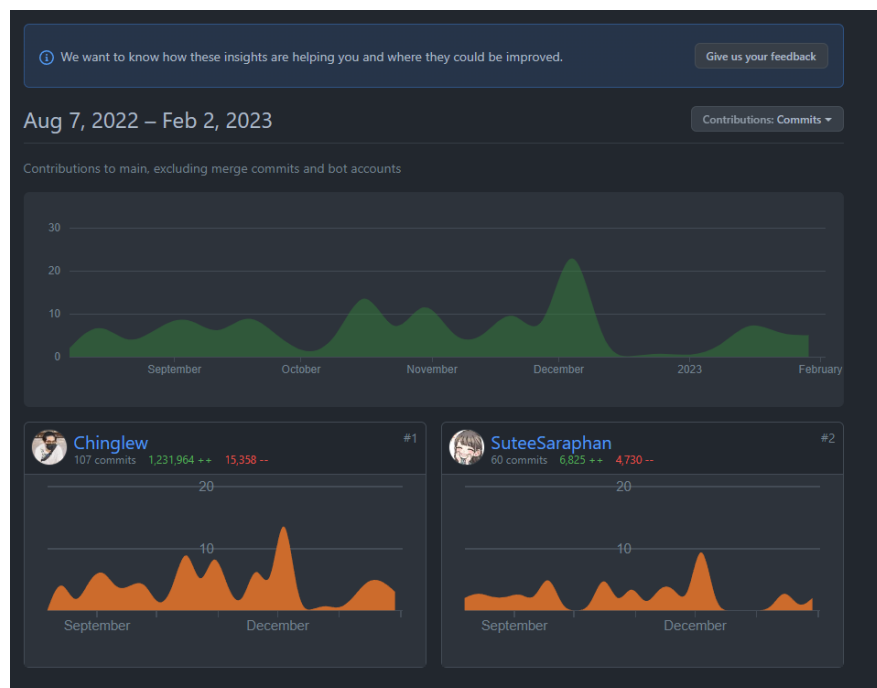 We want to know how these insights are helping you and where they could be improved.
Give us your feedback
Aug 7, 2022 – Feb 2, 2023
Contributions: Commits
Contributions to main, excluding merge commits and bot accounts
30
20
10
0
September October November December 2023 February
Chinglew
#1
107 commits 1,231,964 ++ 15,358 --
20
10
September December
SuteeSaraphan
#2
60 commits 6,825 ++ 4,730 --
20
10
September December